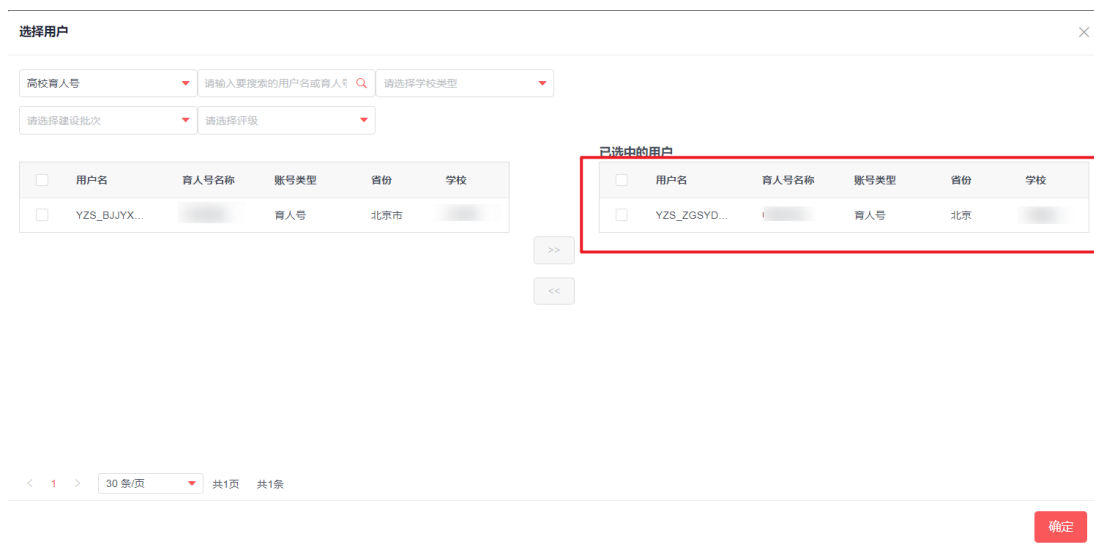 选择用户
高校育人号 请输入要搜索的用户名或育人号 请选择学校类型
请选择建设批次 请选择评级
已选中的用户
用户名 育人号名称 账号类型 省份 学校
YZS_BJJYX... 育人号 北京市
用户名 育人号名称 账号类型 省份 学校
YZS_ZGSYD... 育人号 北京
>>
<<
< 1 > 30 条/页 共1页 共1条
确定